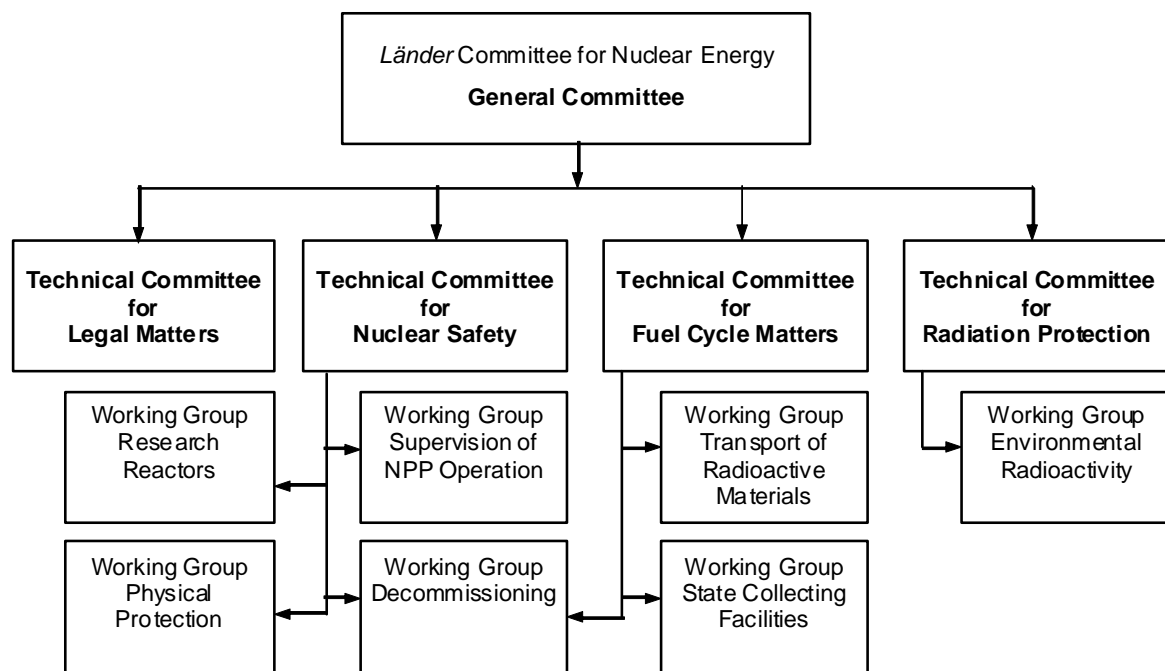 Länder Committee for Nuclear Energy
General Committee
Technical Committee
for
Legal Matters
Technical Committee
for
Nuclear Safety
Technical Committee
for
Fuel Cycle Matters
Technical Committee
for
Radiation Protection
Working Group
Research
Reactors
Working Group
Supervision of
NPP Operation
Working Group
Transport of
Radioactive
Materials
Working Group
Environmental
Radioactivity
Working Group
Physical
Protection
Working Group
Decommissioning
Working Group
State Collecting
Facilities